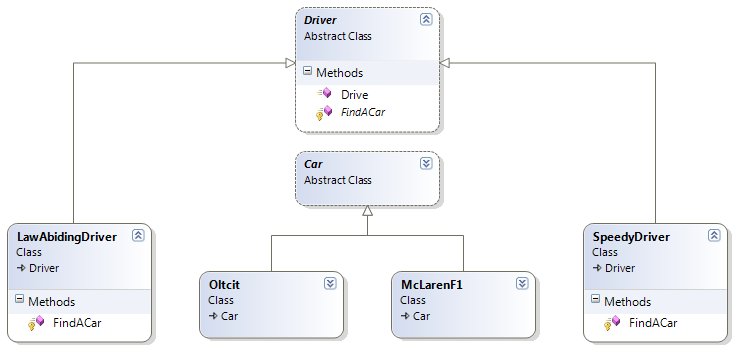 Driver
Abstract Class
Methods
Drive
FindACar
Car
Abstract Class
LawAbidingDriver
Class
Driver
Methods
FindACar
Oltcit
Class
Car
McLarenF1
Class
Car
SpeedyDriver
Class
Driver
Methods
FindACar